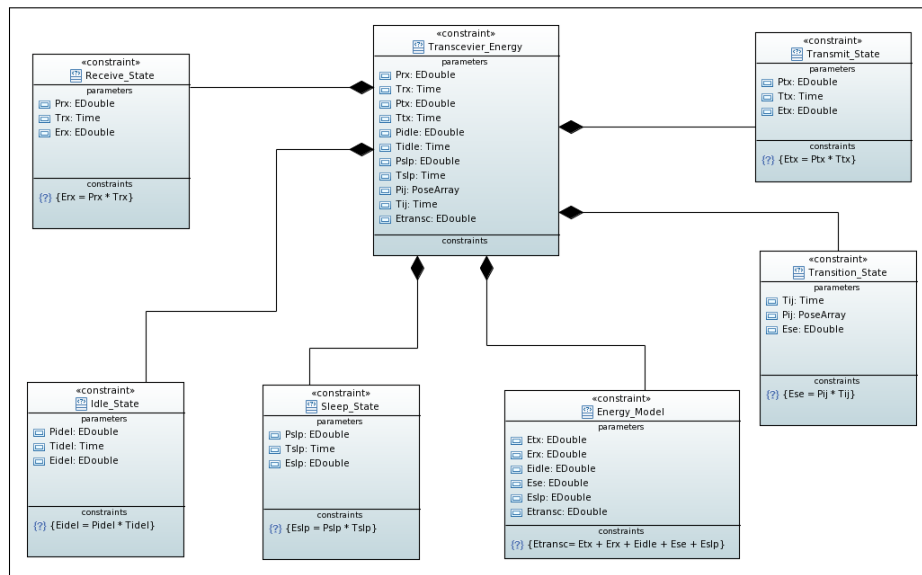 «constraint»
Receive_State
parameters
Prx: EDouble
Trx: Time
Erx: EDouble
constraints
{Erx = Prx * Trx}
«constraint»
Transcevier_Energy
parameters
Prx: EDouble
Trx: Time
Ptx: EDouble
Ttx: Time
Pidle: EDouble
Tidle: Time
Pslp: EDouble
Tslp: Time
Pij: PoseArray
Tij: Time
Etransc: EDouble
constraints
«constraint»
Transmit_State
parameters
Ptx: EDouble
Ttx: Time
Etx: EDouble
constraints
{Etx = Ptx * Ttx}
«constraint»
Transition_State
parameters
Tij: Time
Pij: PoseArray
Ese: EDouble
constraints
{Ese = Pij * Tij}
«constraint»
Idle_State
parameters
Pidel: EDouble
Tidel: Time
Eidel: EDouble
constraints
{Eidel = Pidel * Tidel}
«constraint»
Sleep_State
parameters
Pslp: EDouble
Tslp: Time
Eslp: EDouble
constraints
{Eslp = Pslp * Tslp}
«constraint»
Energy_Model
parameters
Etx: EDouble
Erx: EDouble
Eidle: EDouble
Ese: EDouble
Eslp: EDouble
Etransc: EDouble
constraints
{Etransc= Etx + Erx + Eidle + Ese + Eslp}